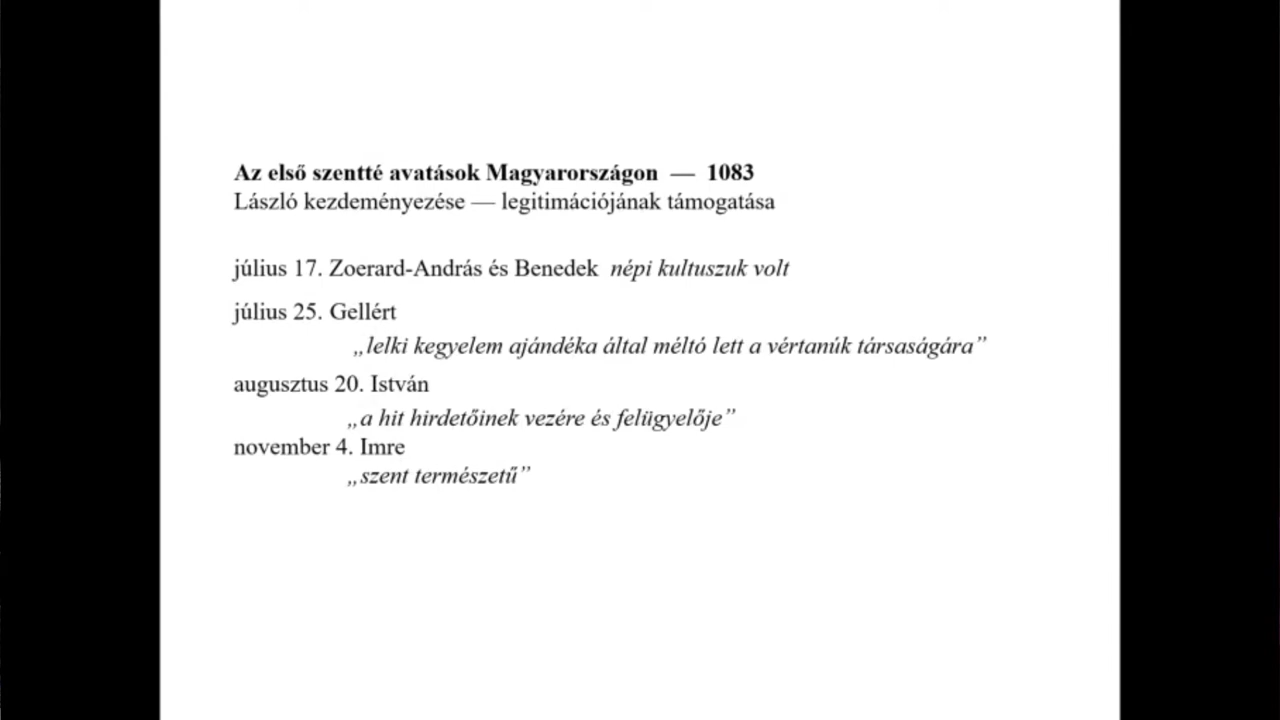 Az első szentté avatások Magyarországon — 1083
László kezdeményezése — legitimációjának támogatása
július 17. Zoerard-András és Benedek népi kultuszuk volt
július 25. Gellért
„lelki kegyelem ajándéka által méltó lett a vértanúk társaságára”
augusztus 20. István
„a hit hirdetőinek vezére és felügyelője”
november 4. Imre
„szent természetű”